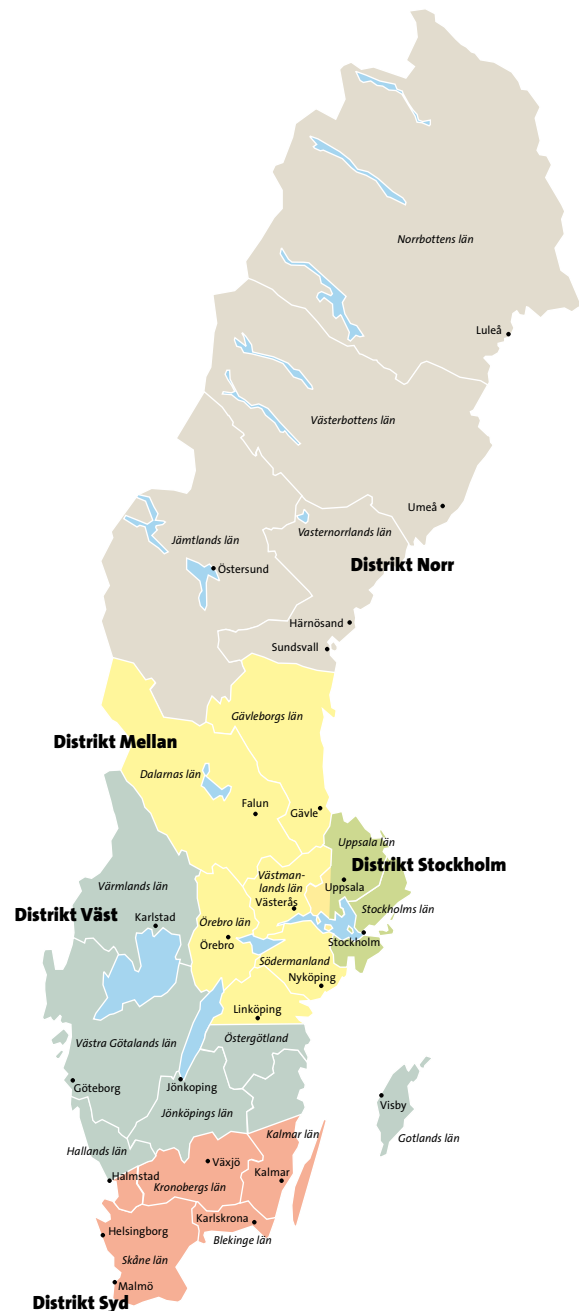 Norrbottens län
Luleå
Västerbottens län
Umeå
Vasternorrlands län
Jämtlands län
Distrikt Norr
Östersund
Härnösand
Sundsvall
Gävleborgs län
Distrikt Mellan
Dalarnas län
Falun
Gävle
Uppsala län
Distrikt Stockholm
Västman-
lands län
Uppsala
Värmlands län
Västerås
Stockholms län
Distrikt Väst
Karlstad
Örebro län
Örebro
Stockholm
Södermanland
Nyköping
Linköping
Östergötland
Västra Götalands län
Göteborg
Jönkoping
Visby
Jönköpings län
Kalmar län
Gotlands län
Hallands län
Växjö
Halmstad
Kalmar
Kronobergs län
Karlskrona
Helsingborg
Blekinge län
Skåne län
Malmö
Distrikt Syd